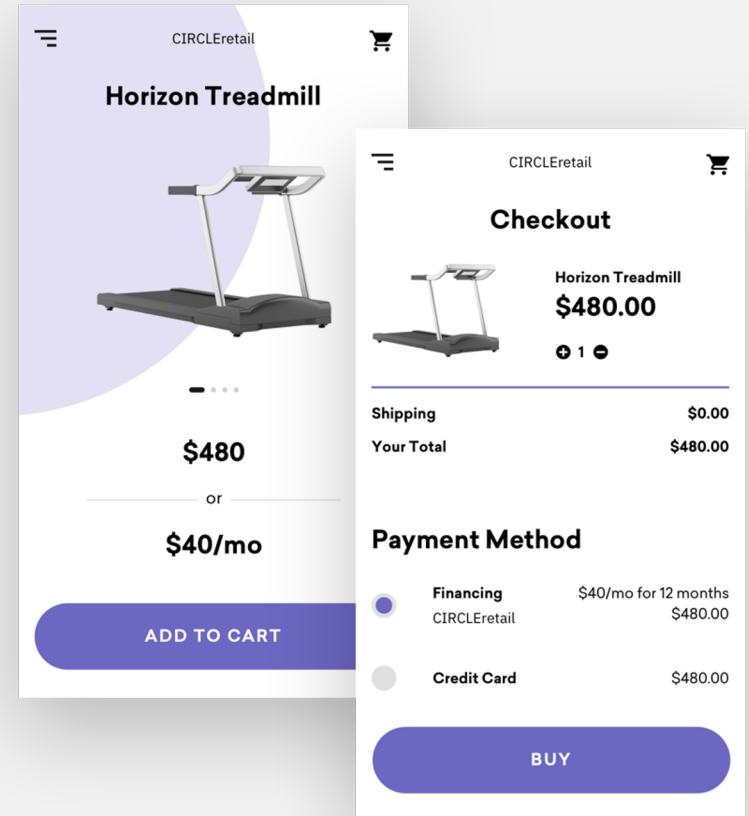 CIRCLEretail
Horizon Treadmill
$480
or
$40/mo
ADD TO CART
CIRCLEretail
Checkout
Horizon Treadmill
$480.00
1
Shipping $0.00
Your Total $480.00
Payment Method
Financing $40/mo for 12 months
CIRCLEretail $480.00
Credit Card $480.00
BUY